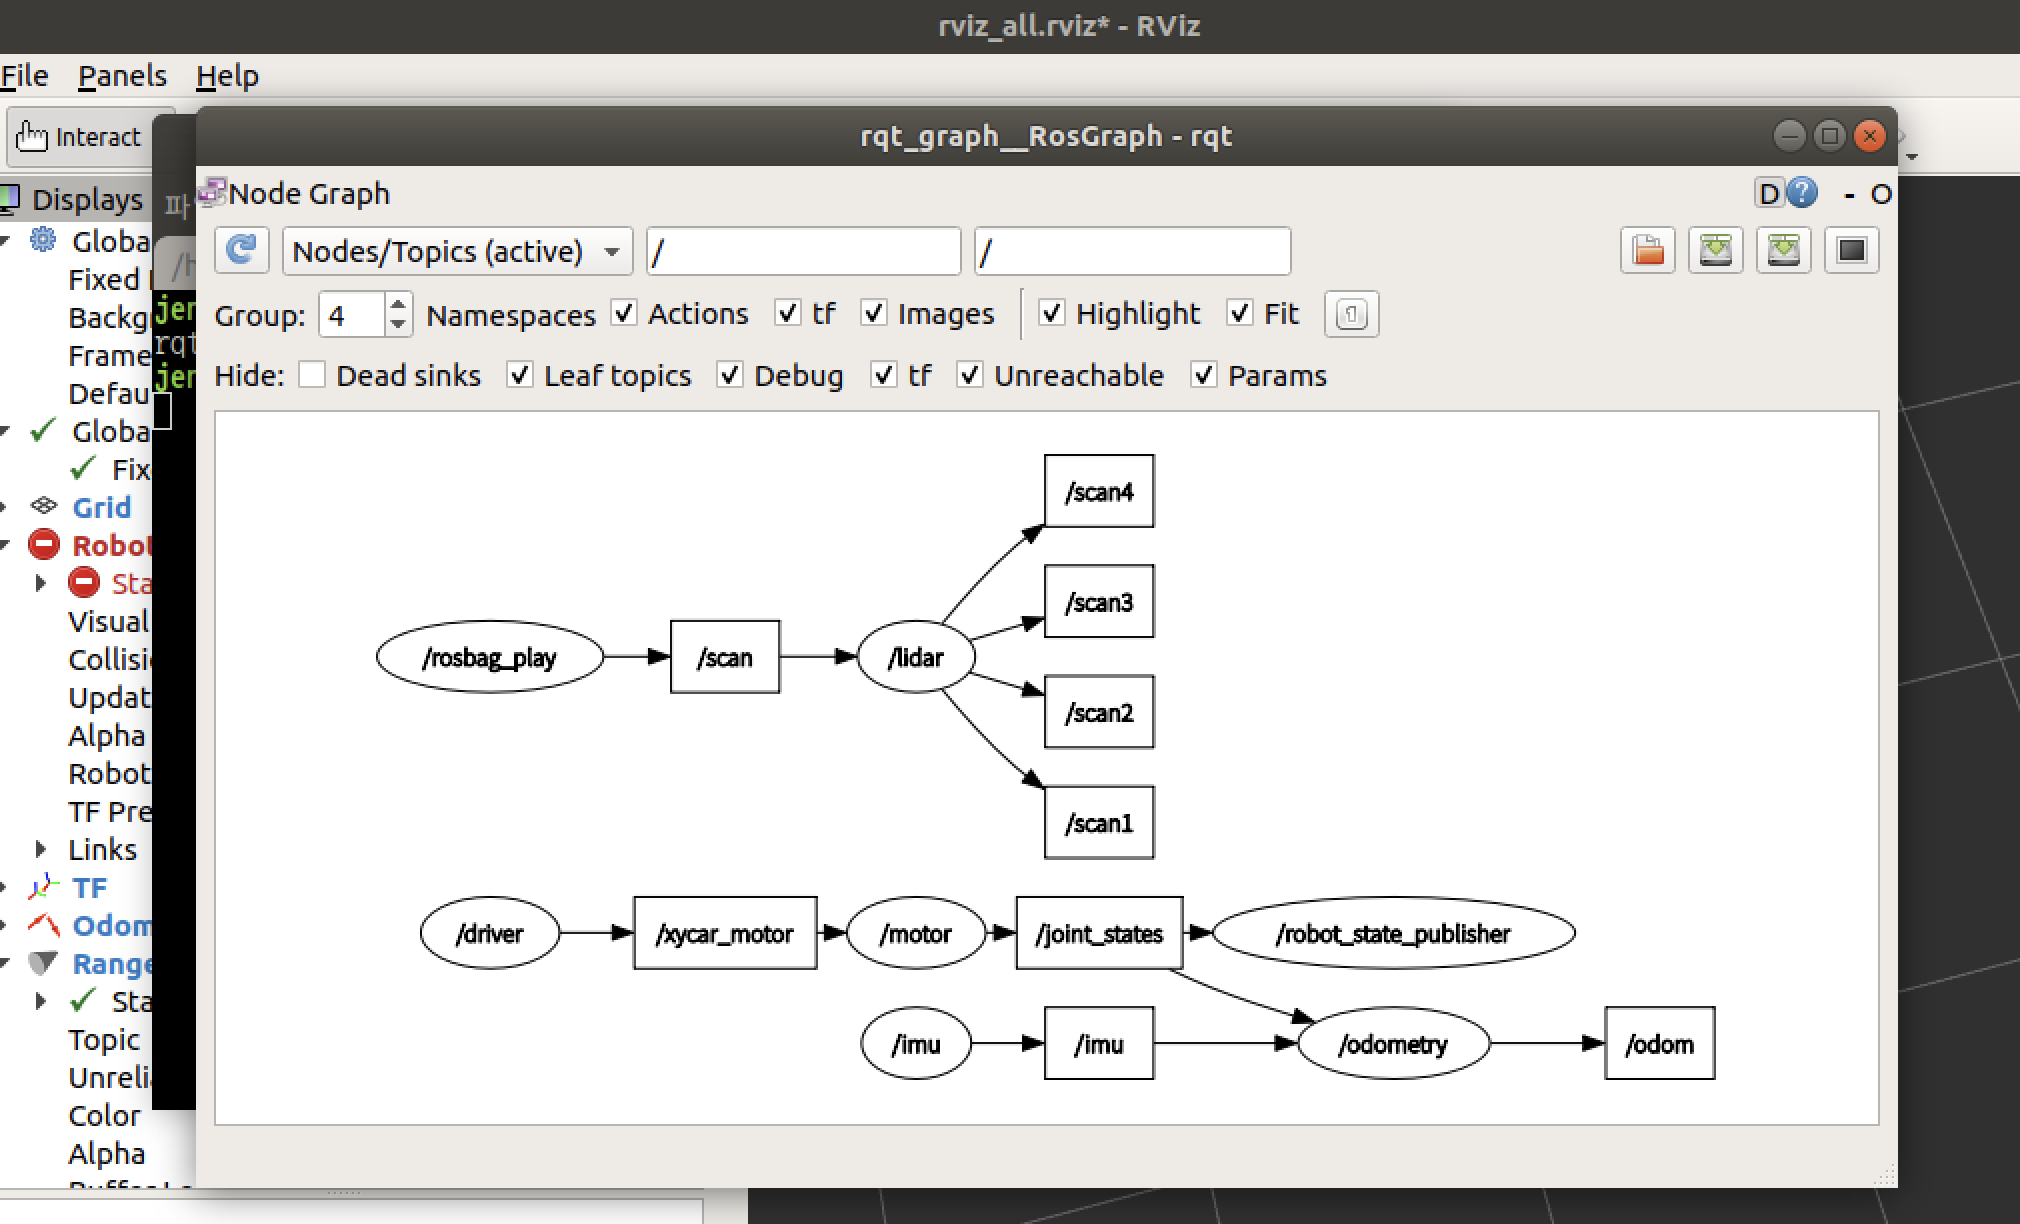 rviz_all.rviz* - RViz
File Panels Help
Interact
rqt_graph__RosGraph - rqt
Displays
파
Node Graph
D ? - O
Globa
/h
Nodes/Topics (active) / /
Fixed
jer
Group: 4 Namespaces Actions tf Images Highlight Fit
Backg
rqt
Frame
jer
Hide: Dead sinks Leaf topics Debug tf Unreachable Params
Defau
Globa
Fix
Grid
Robot
Sta
Visual
Collisi
Updat
Alpha
Robot
TF Pre
Links
TF
Odom
Range
Sta
Topic
Unreli
Color
Alpha
/scan4
/scan3
/rosbag_play /scan /lidar
/scan2
/scan1
/driver /xycar_motor /motor /joint_states /robot_state_publisher
/imu /imu /odometry /odom